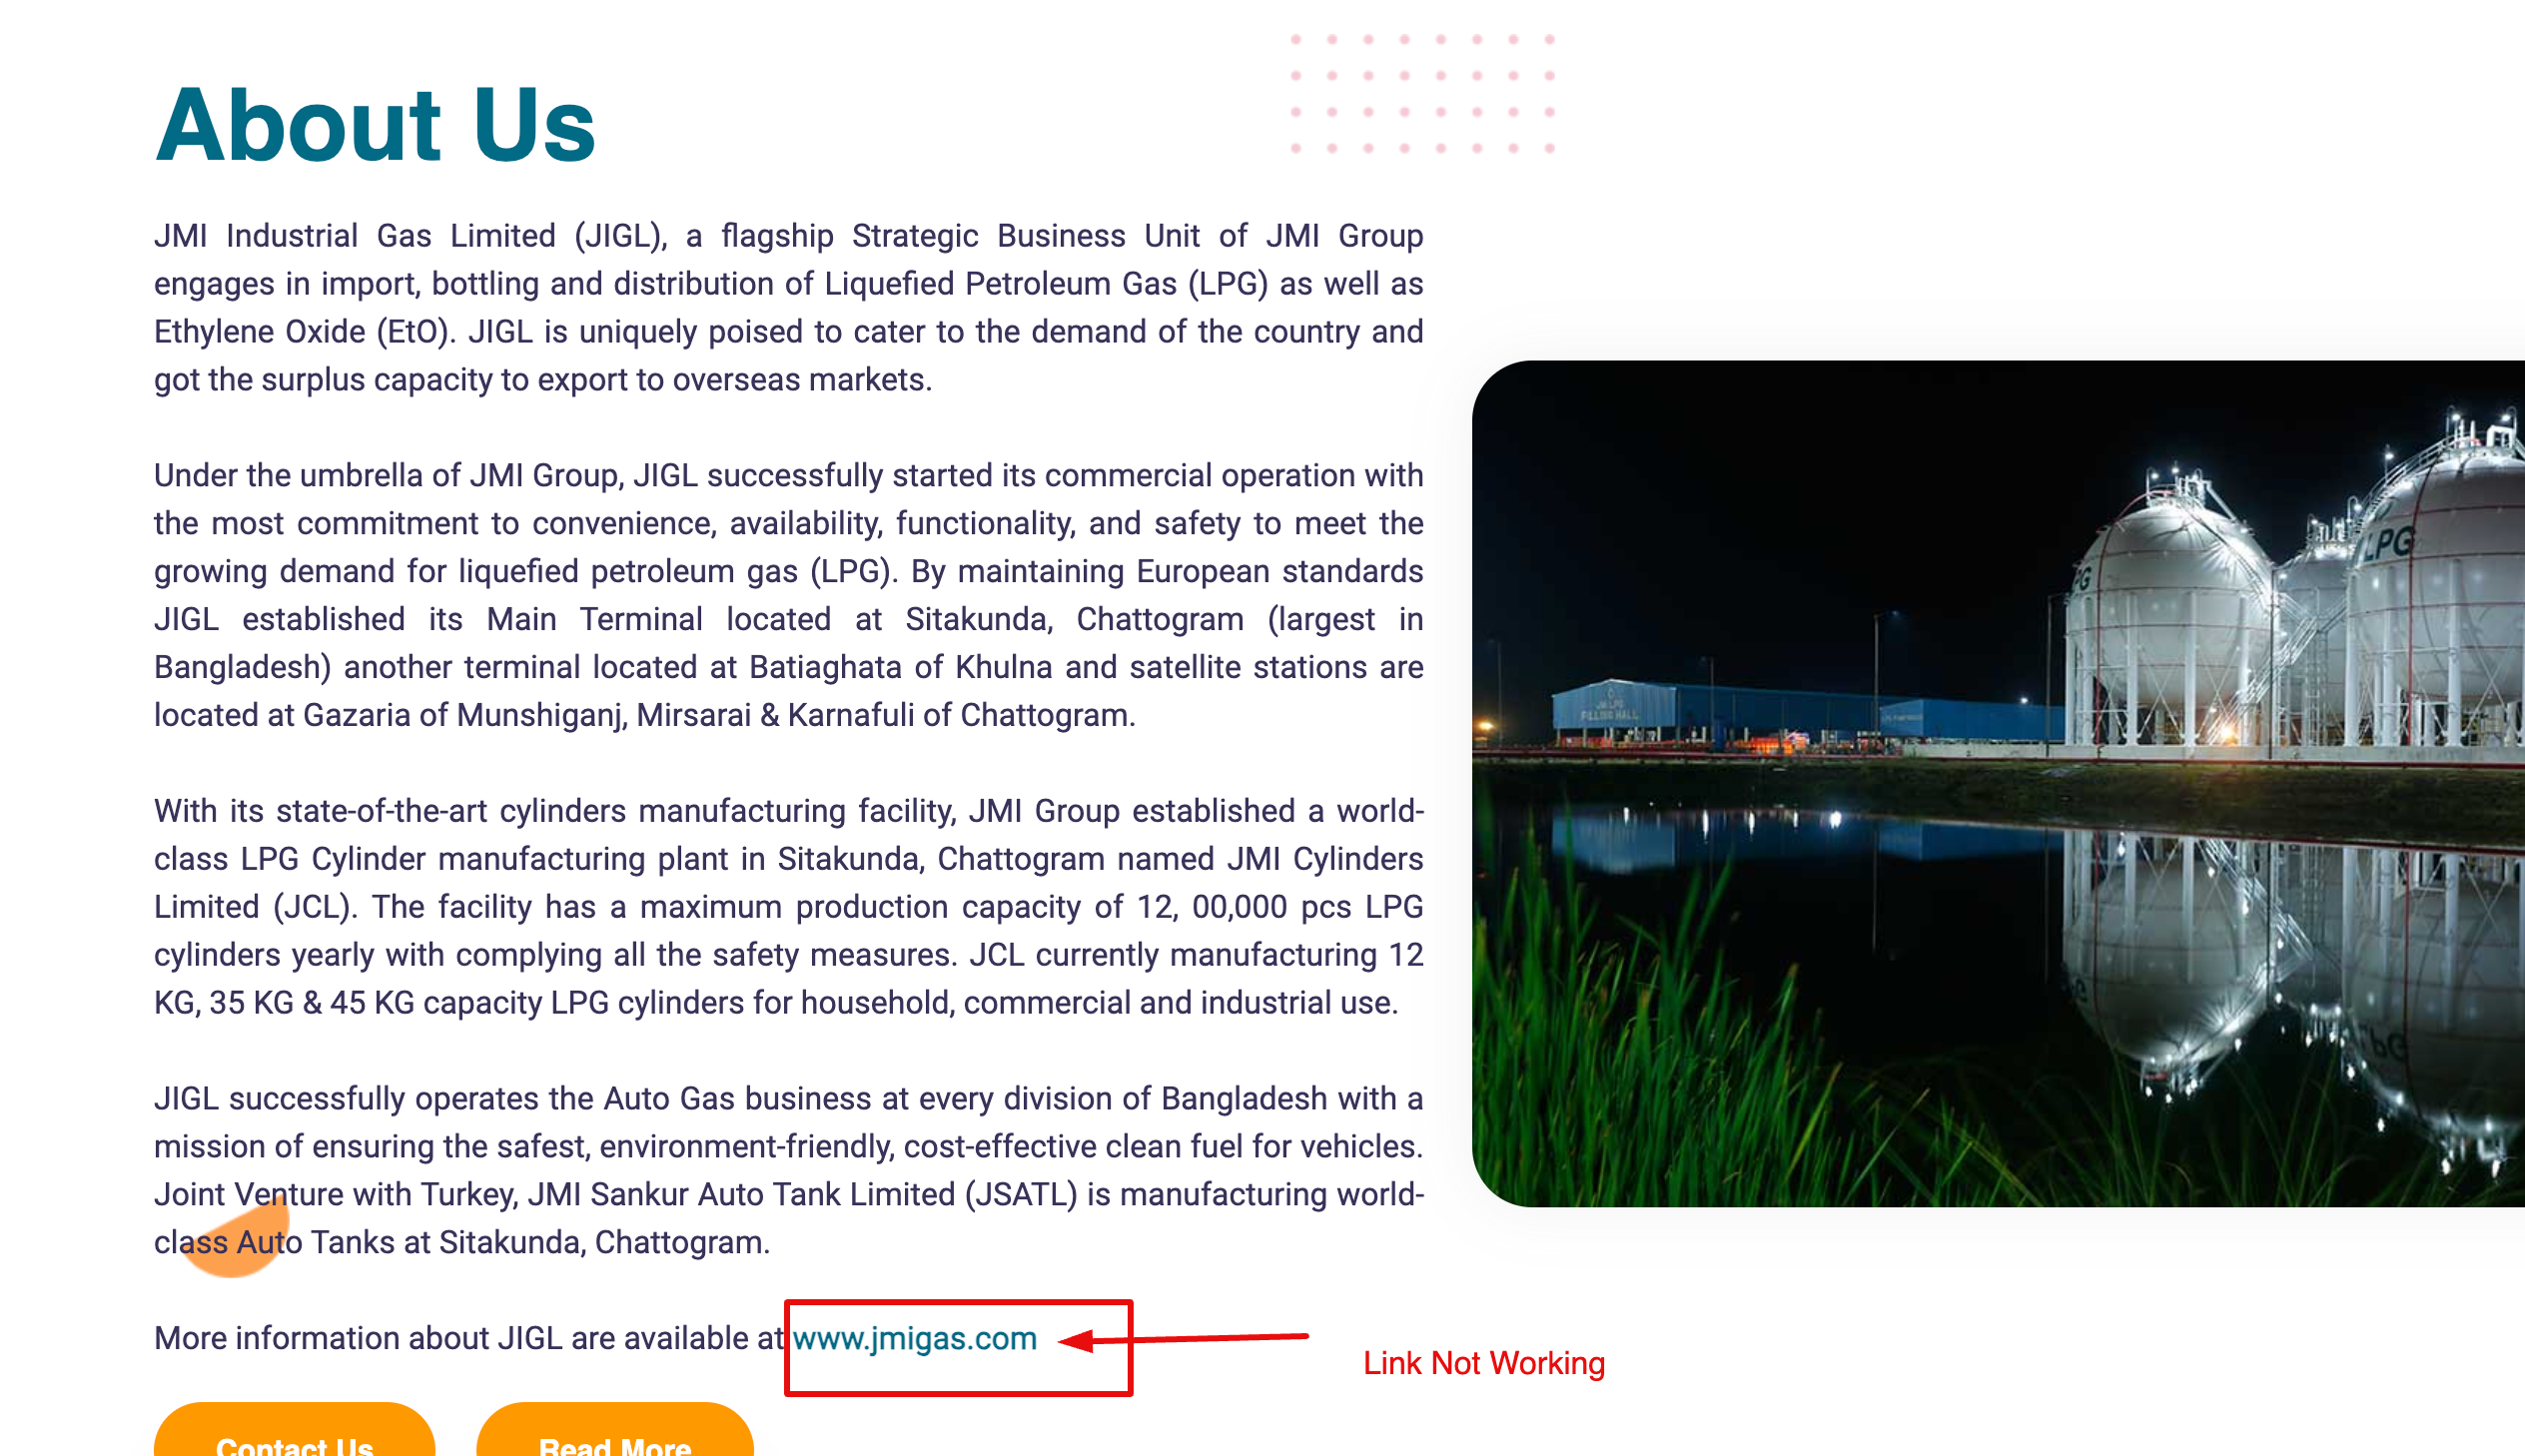 About Us
JMI Industrial Gas Limited (JIGL), a flagship Strategic Business Unit of JMI Group
engages in import, bottling and distribution of Liquefied Petroleum Gas (LPG) as well as
Ethylene Oxide (EtO). JIGL is uniquely poised to cater to the demand of the country and
got the surplus capacity to export to overseas markets.
Under the umbrella of JMI Group, JIGL successfully started its commercial operation with
the most commitment to convenience, availability, functionality, and safety to meet the
growing demand for liquefied petroleum gas (LPG). By maintaining European standards
JIGL established its Main Terminal located at Sitakunda, Chattogram (largest in
Bangladesh) another terminal located at Batiaghata of Khulna and satellite stations are
located at Gazaria of Munshiganj, Mirsarai & Karnafuli of Chattogram.
With its state-of-the-art cylinders manufacturing facility, JMI Group established a world-
class LPG Cylinder manufacturing plant in Sitakunda, Chattogram named JMI Cylinders
Limited (JCL). The facility has a maximum production capacity of 12, 00,000 pcs LPG
cylinders yearly with complying all the safety measures. JCL currently manufacturing 12
KG, 35 KG & 45 KG capacity LPG cylinders for household, commercial and industrial use.
JIGL successfully operates the Auto Gas business at every division of Bangladesh with a
mission of ensuring the safest, environment-friendly, cost-effective clean fuel for vehicles.
Joint Venture with Turkey, JMI Sankur Auto Tank Limited (JSATL) is manufacturing world-
class Auto Tanks at Sitakunda, Chattogram.
More information about JIGL are available at www.jmigas.com
Link Not Working
Contact Us
Read More
LPG
JMI LPG
FILLING HALL